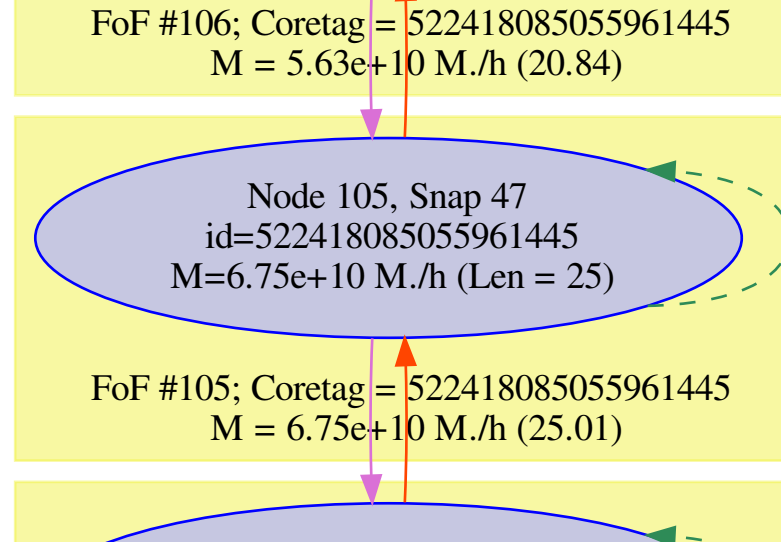 FoF #106; Coretag = 522418085055961445
M = 5.63e+10 M./h (20.84)
Node 105, Snap 47
id=522418085055961445
M=6.75e+10 M./h (Len = 25)
FoF #105; Coretag = 522418085055961445
M = 6.75e+10 M./h (25.01)